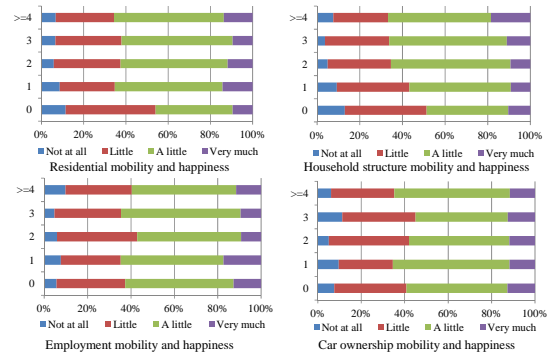 >=4
3
2
1
0
0% 20% 40% 60% 80% 100%
Not at all Little A little Very much
Residential mobility and happiness
>=4
3
2
1
0
0% 20% 40% 60% 80% 100%
Not at all Little A little Very much
Household structure mobility and happiness
>=4
3
2
1
0
0% 20% 40% 60% 80% 100%
Not at all Little A little Very much
Employment mobility and happiness
>=4
3
2
1
0
0% 20% 40% 60% 80% 100%
Not at all Little A little Very much
Car ownership mobility and happiness